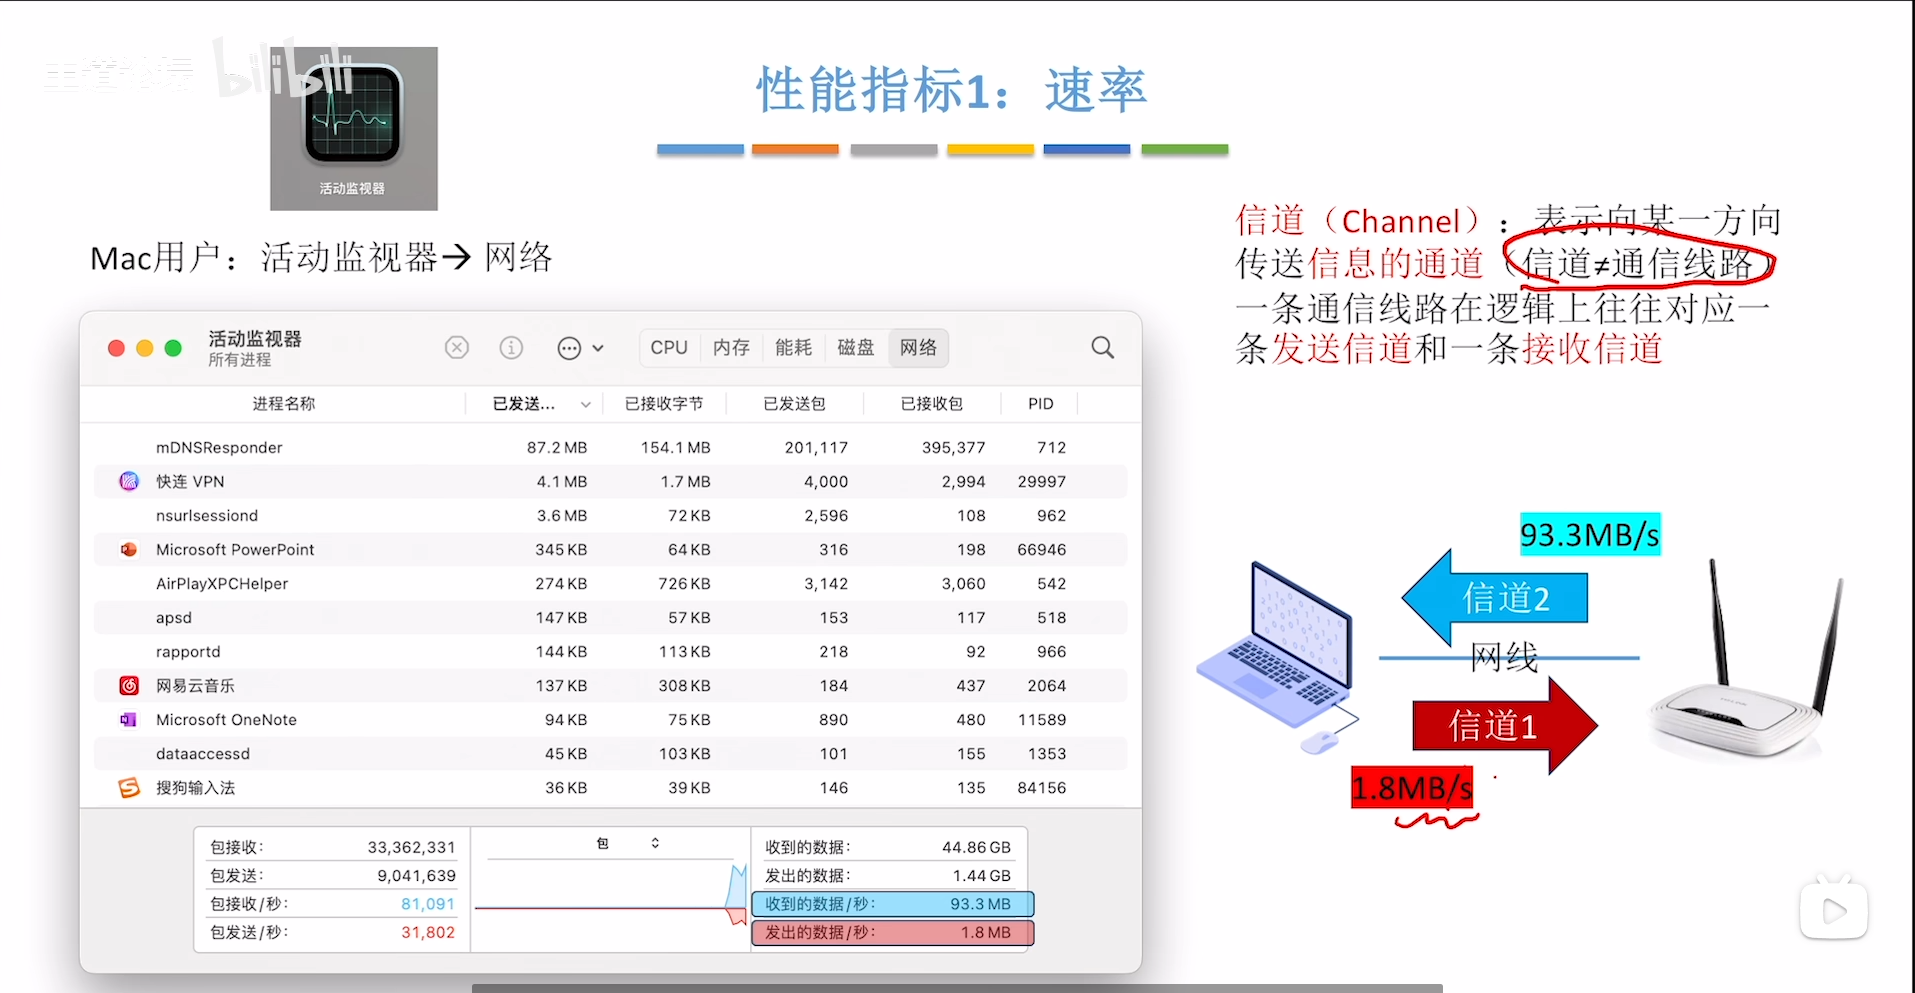 bilibili
性能指标1：速率
活动监视器
Mac用户：活动监视器→ 网络
信道（Channel）：表示向某一方向
传送信息的通道（信道≠通信线路）
一条通信线路在逻辑上往往对应一
条发送信道和一条接收信道
活动监视器
所有进程
CPU 内存 能耗 磁盘 网络
进程名称 已发送... 已接收字节 已发送包 已接收包 PID
mDNSResponder 87.2 MB 154.1 MB 201,117 395,377 712
快连 VPN 4.1 MB 1.7 MB 4,000 2,994 29997
nsurlsessiond 3.6 MB 72 KB 2,596 108 962
Microsoft PowerPoint 345 KB 64 KB 316 198 66946
AirPlayXPCHelper 274 KB 726 KB 3,142 3,060 542
apsd 147 KB 57 KB 153 117 518
rapportd 144 KB 113 KB 218 92 966
网易云音乐 137 KB 308 KB 184 437 2064
Microsoft OneNote 94 KB 75 KB 890 480 11589
dataaccessd 45 KB 103 KB 101 155 1353
搜狗输入法 36 KB 39 KB 146 135 84156
包接收： 33,362,331
包发送： 9,041,639
包接收/秒： 81,091
包发送/秒： 31,802
包
收到的数据： 44.86 GB
发出的数据： 1.44 GB
收到的数据/秒： 93.3 MB
发出的数据/秒： 1.8 MB
93.3MB/s
信道2
网线
信道1
1.8MB/s